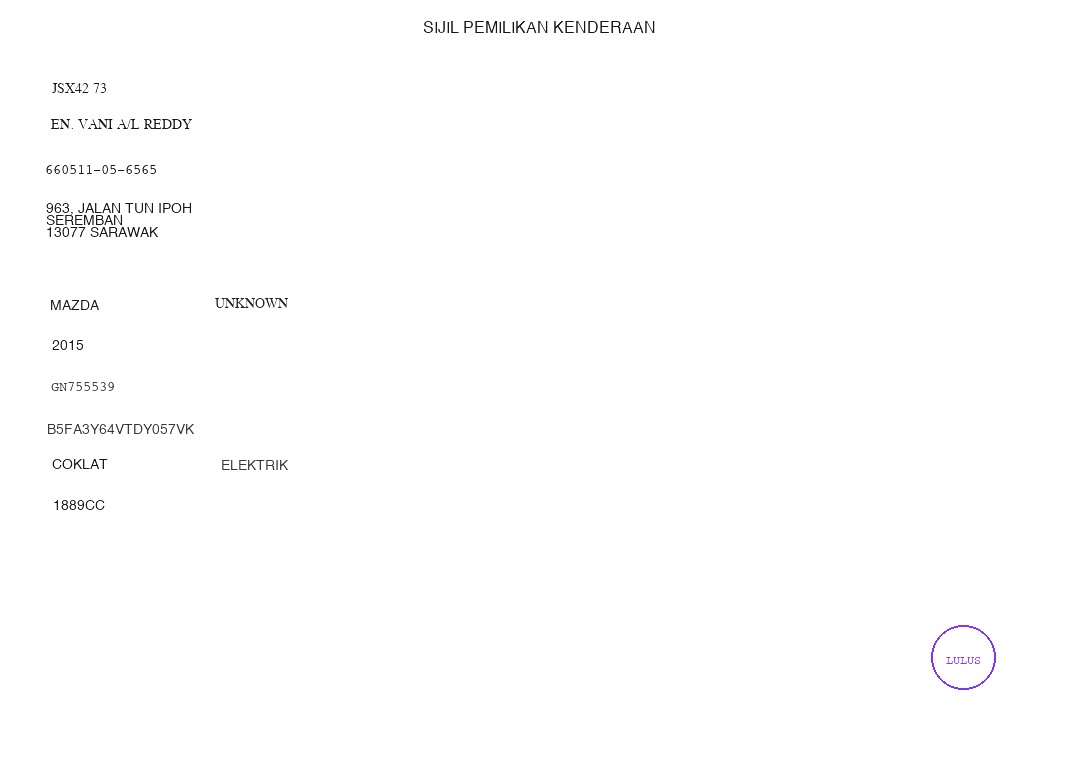 SIJIL PEMILIKAN KENDERAAN
JSX42 73
EN. VANI A/L REDDY
660511-05-6565
963, JALAN TUN IPOH
SEREMBAN
13077 SARAWAK
MAZDA UNKNOWN
2015
GN755539
B5FA3Y64VTDY057VK
COKLAT ELEKTRIK
1889CC
LULUS